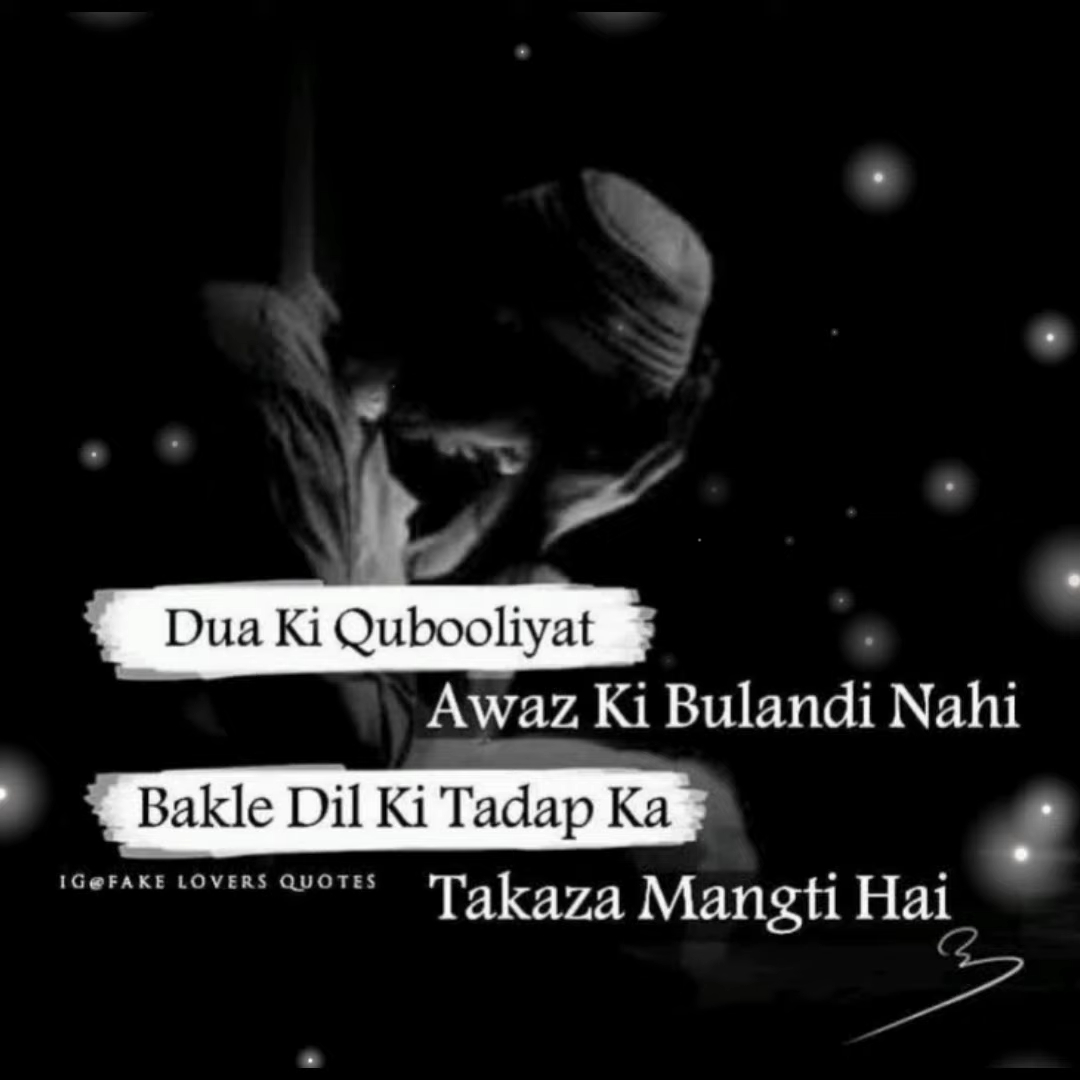 Dua Ki Qubooliyat
Awaz Ki Bulandi Nahi
Bakle Dil Ki Tadap Ka
IG@FAKE LOVERS QUOTES
Takaza Mangti Hai